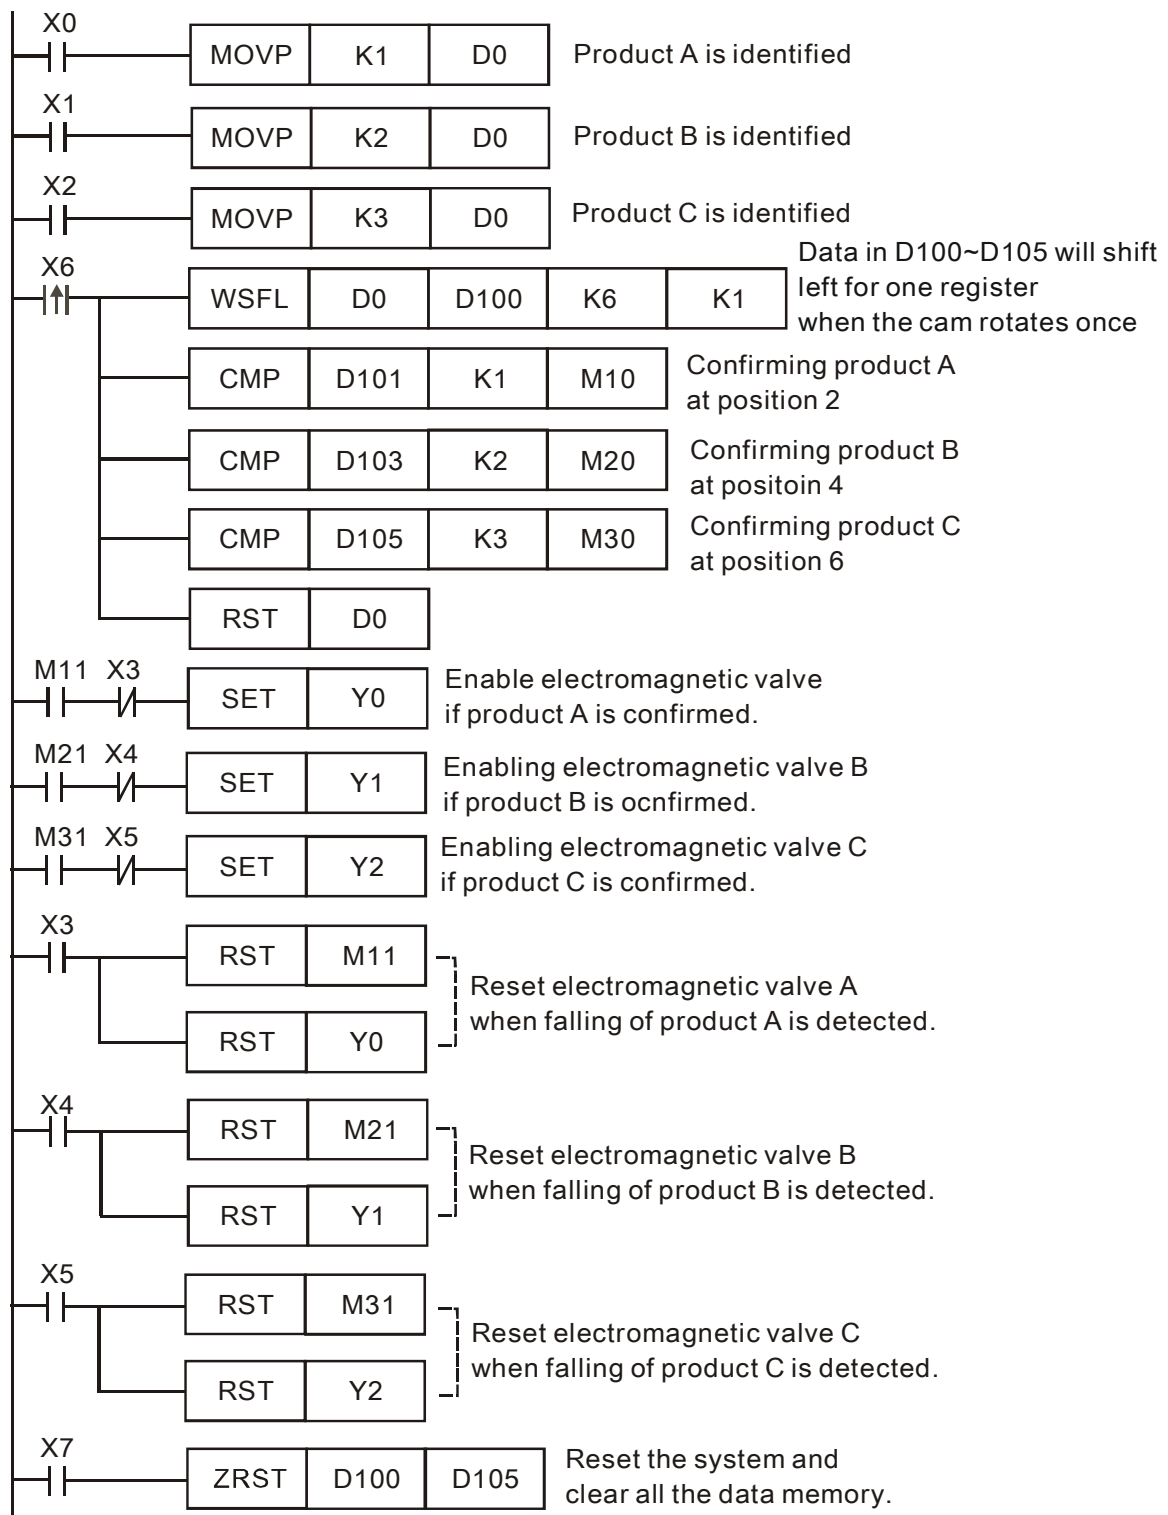 X0
MOVP K1 D0 Product A is identified
X1
MOVP K2 D0 Product B is identified
X2
MOVP K3 D0 Product C is identified
X6
WSFL D0 D100 K6 K1
Data in D100~D105 will shift
left for one register
when the cam rotates once
CMP D101 K1 M10
Confirming product A
at position 2
CMP D103 K2 M20
Confirming product B
at positoin 4
CMP D105 K3 M30
Confirming product C
at position 6
RST D0
M11 X3
SET Y0
Enable electromagnetic valve
if product A is confirmed.
M21 X4
SET Y1
Enabling electromagnetic valve B
if product B is ocnfirmed.
M31 X5
SET Y2
Enabling electromagnetic valve C
if product C is confirmed.
X3
RST M11
RST Y0
Reset electromagnetic valve A
when falling of product A is detected.
X4
RST M21
RST Y1
Reset electromagnetic valve B
when falling of product B is detected.
X5
RST M31
RST Y2
Reset electromagnetic valve C
when falling of product C is detected.
X7
ZRST D100 D105
Reset the system and
clear all the data memory.